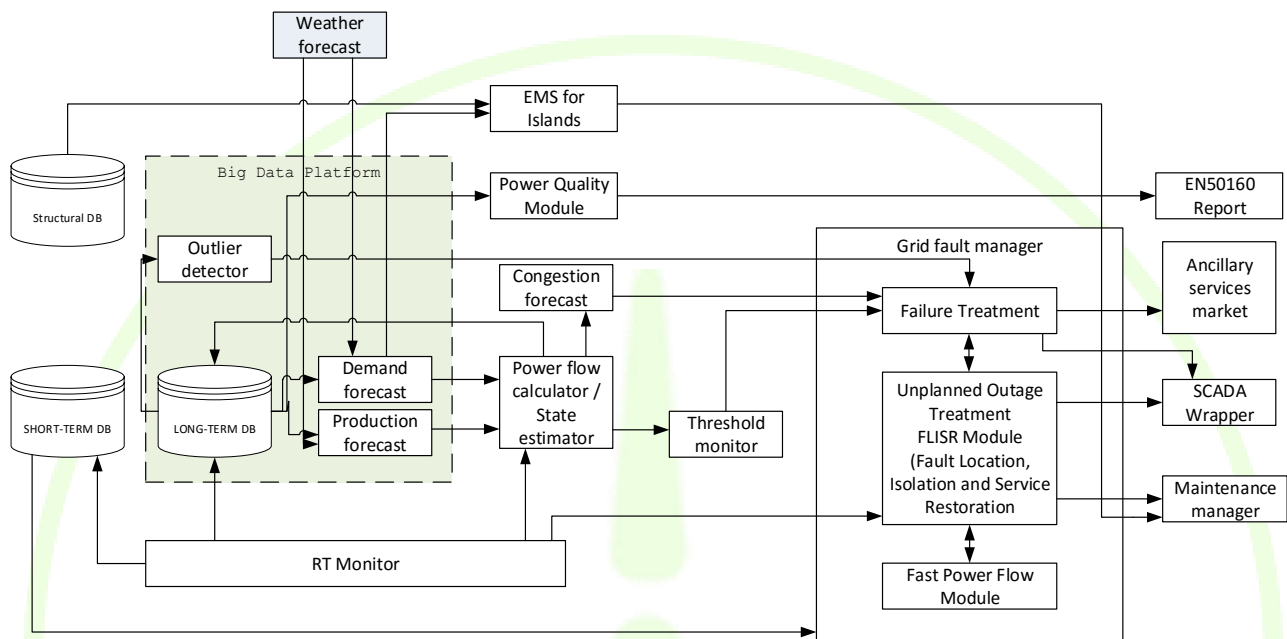 Weather
forecast
EMS for
Islands
Big Data Platform
Structural DB
Power Quality
Module
EN50160
Report
Outlier
detector
Grid fault manager
Congestion
forecast
Failure Treatment
Ancillary
services
market
SHORT-TERM DB
LONG-TERM DB
Demand
forecast
Production
forecast
Power flow
calculator /
State
estimator
Threshold
monitor
Unplanned Outage
Treatment
FLISR Module
(Fault Location,
Isolation and Service
Restoration
SCADA
Wrapper
Maintenance
manager
RT Monitor
Fast Power Flow
Module